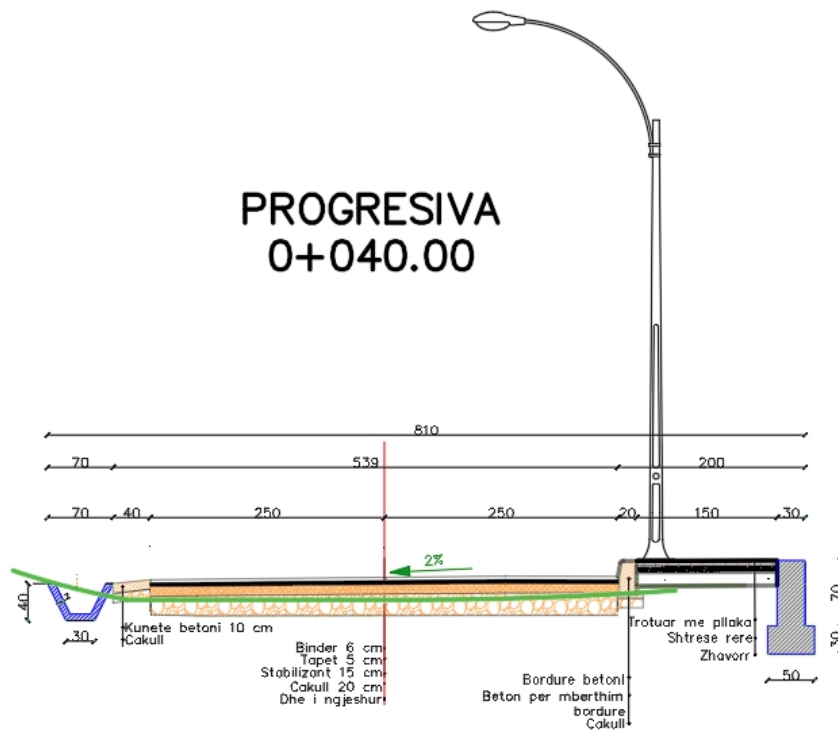 PROGRESIVA
0+040.00
810
70 539 200
70 40 250 250 20 150 30
2%
40
2
30
70
30
50
Kunete betoni 10 cm
Cakull
Binder 6 cm
Tapet 5 cm
Stabilizant 15 cm
Cakull 20 cm
Dhe i ngjeshur
Bordure betoni
Beton per mberthim
bordure
Cakull
Trotuar me pllaka
Shtrese rere
Zhavorr